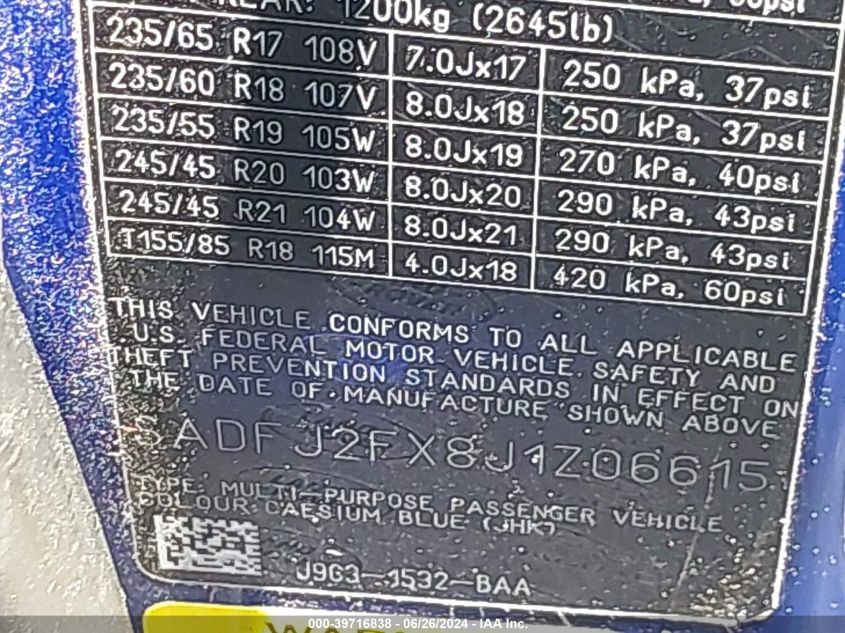 REAR: 1200kg (2645lb)
60psi
235/65 R17 108V 7.0Jx17 250 kPa, 37psi
235/60 R18 107V 8.0Jx18 250 kPa, 37psi
235/55 R19 105W 8.0Jx19 270 kPa, 40psi
245/45 R20 103W 8.0Jx20 290 kPa, 43psi
245/45 R21 104W 8.0Jx21 290 kPa, 43psi
T155/85 R18 115M 4.0Jx18 420 kPa, 60psi
THIS VEHICLE CONFORMS TO ALL APPLICABLE
U.S. FEDERAL MOTOR VEHICLE SAFETY AND
THEFT PREVENTION STANDARDS IN EFFECT ON
THE DATE OF MANUFACTURE SHOWN ABOVE
SADFJ2FX8J1Z06615
TYPE: MULTI-PURPOSE PASSENGER VEHICLE
COLOUR:CAESIUM BLUE (JHK)
J9G3-1532-BAA
000-39716838 - 06/26/2024 - IAA Inc.